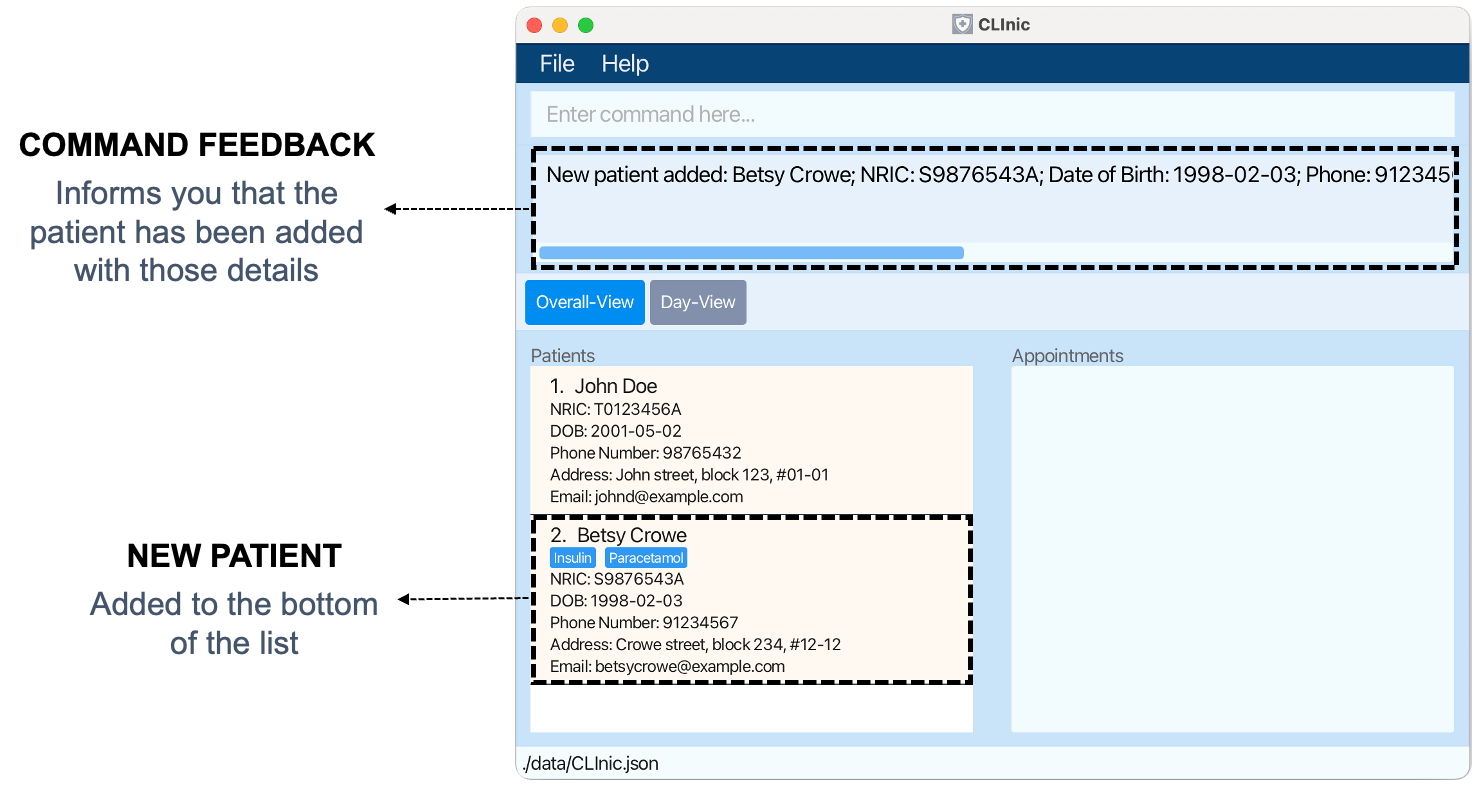 CLInic
File Help
Enter command here...
COMMAND FEEDBACK
Informs you that the
patient has been added
with those details
New patient added: Betsy Crowe; NRIC: S9876543A; Date of Birth: 1998-02-03; Phone: 912345
Overall-View Day-View
Patients
1. John Doe
NRIC: T0123456A
DOB: 2001-05-02
Phone Number: 98765432
Address: John street, block 123, #01-01
Email: johnd@example.com
NEW PATIENT
Added to the bottom
of the list
2. Betsy Crowe
Insulin Paracetamol
NRIC: S9876543A
DOB: 1998-02-03
Phone Number: 91234567
Address: Crowe street, block 234, #12-12
Email: betsycrowe@example.com
Appointments
./data/CLInic.json